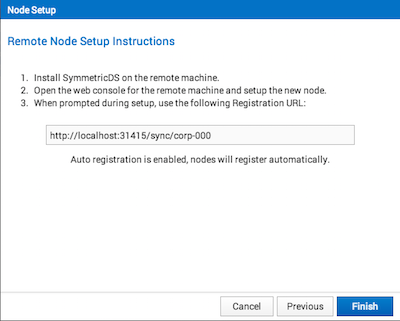 Node Setup
Remote Node Setup Instructions
1. Install SymmetricDS on the remote machine.
2. Open the web console for the remote machine and setup the new node.
3. When prompted during setup, use the following Registration URL:
http://localhost:31415/sync/corp-000
Auto registration is enabled, nodes will register automatically.
Cancel Previous Finish